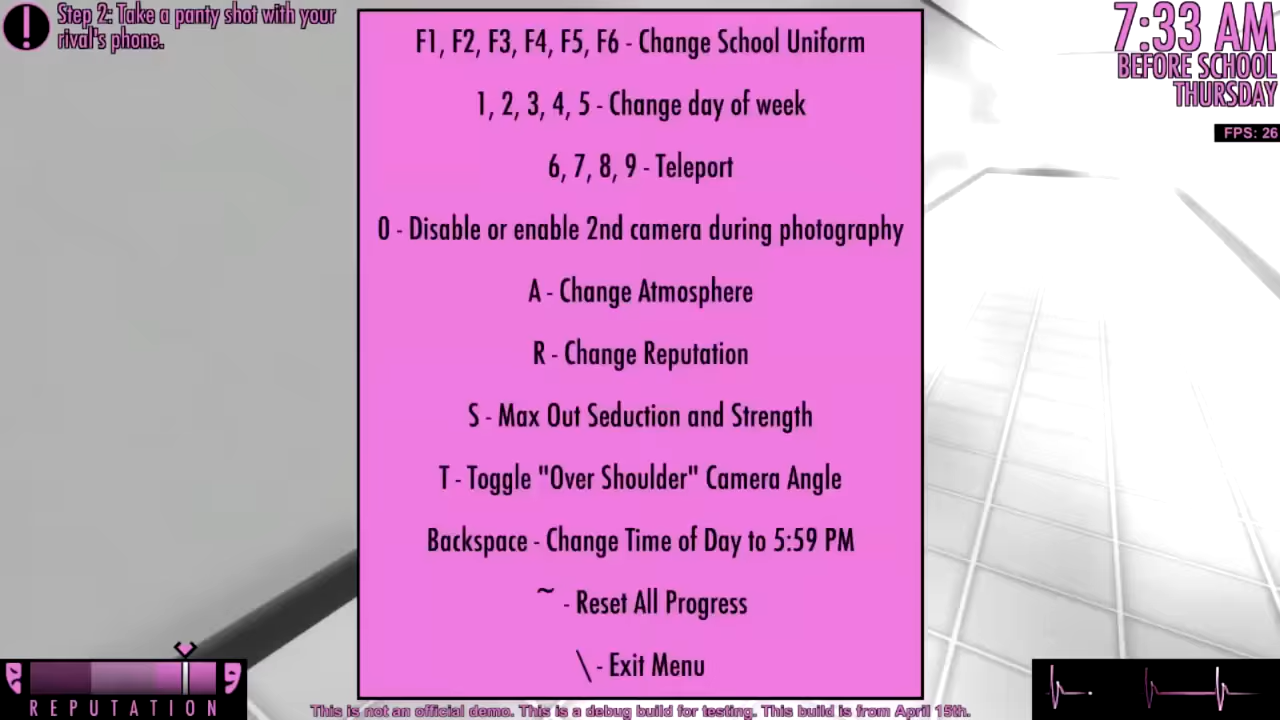 Step 2: Take a panty shot with your
rival's phone.
F1, F2, F3, F4, F5, F6 - Change School Uniform
1, 2, 3, 4, 5 - Change day of week
6, 7, 8, 9 - Teleport
0 - Disable or enable 2nd camera during photography
A - Change Atmosphere
R - Change Reputation
S - Max Out Seduction and Strength
T - Toggle "Over Shoulder" Camera Angle
Backspace - Change Time of Day to 5:59 PM
~ - Reset All Progress
\ - Exit Menu
7:33 AM
BEFORE SCHOOL
THURSDAY
FPS: 26
REPUTATION
This is not an official demo. This is a debug build for testing. This build is from April 15th.